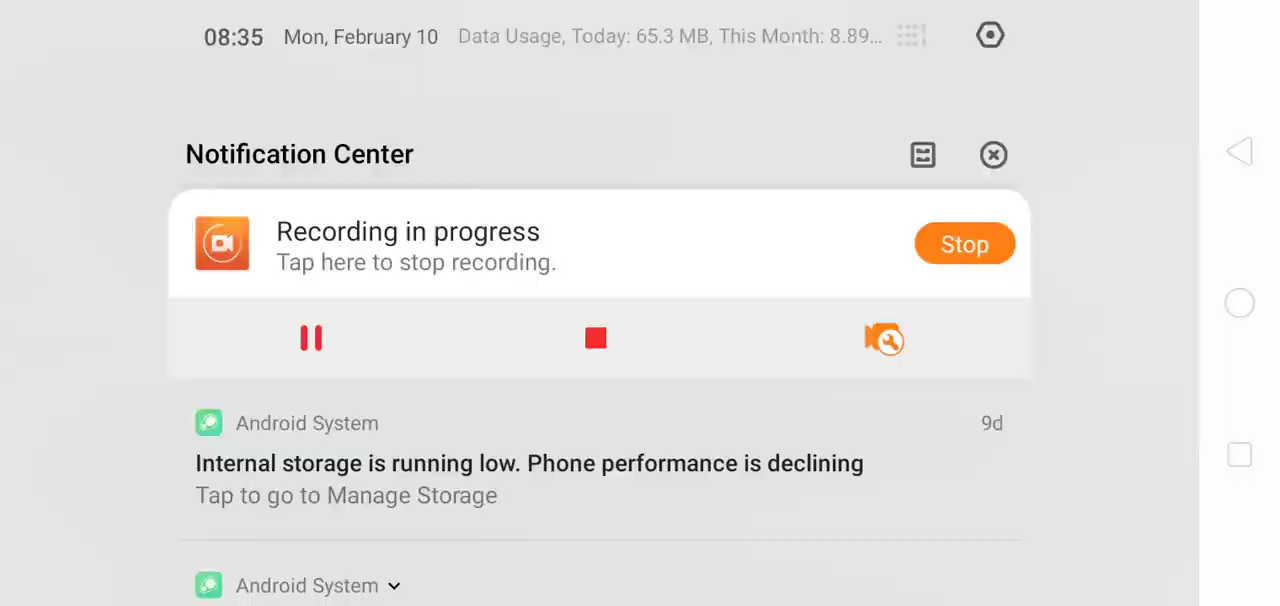 08:35 Mon, February 10 Data Usage, Today: 65.3 MB, This Month: 8.89...
Notification Center
Recording in progress
Tap here to stop recording.
Stop
Android System 9d
Internal storage is running low. Phone performance is declining
Tap to go to Manage Storage
Android System